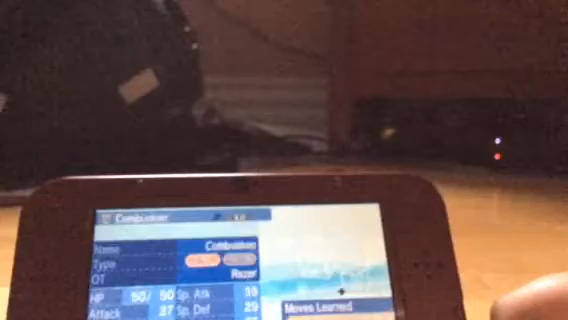 Combusken
Name Combusken
Type
OT Razer
HP 50/ 50 Sp. Atk
Attack 37 Sp. Def 29
Moves Learned